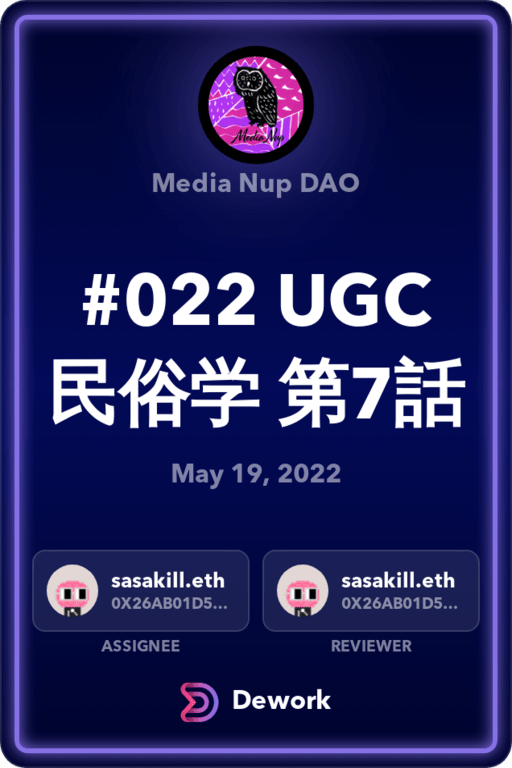 Media Nup
Media Nup DAO
#022 UGC
民俗学 第7話
May 19, 2022
sasakill.eth
0X26AB01D5...
ASSIGNEE
sasakill.eth
0X26AB01D5...
REVIEWER
Dework